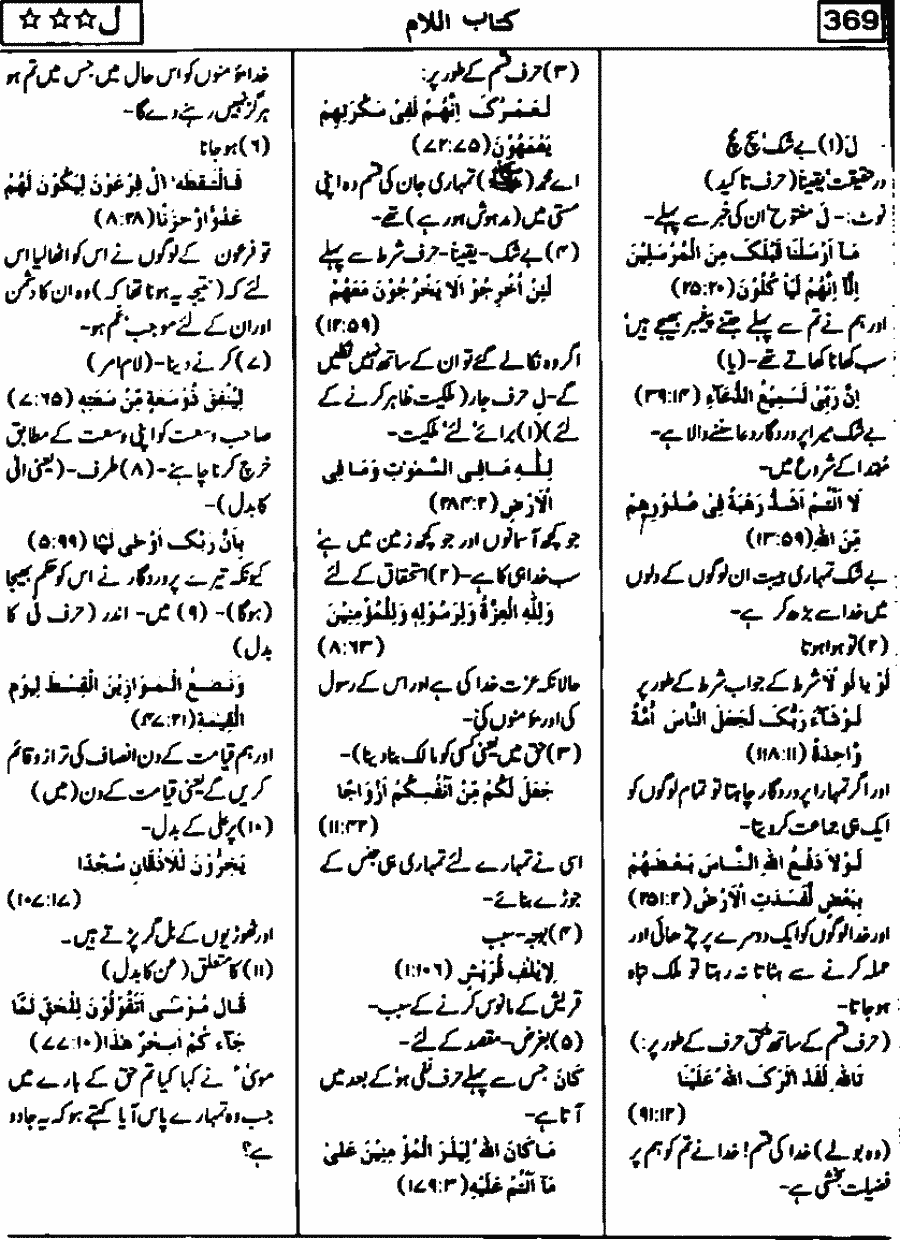 369
کتاب اللام
ل ☆☆☆
لَ(۱) بے شک' سچ مچ
درحقیقت' یقیناً (حرف تاکید)
نوٹ:- لَ مفتوح' ان کی خبر سے پہلے-
مَآ اَرْسَلْنَا قَبْلَکَ مِنَ الْمُرْسَلِیْنَ
اِلَّآ اِنَّهُمْ لَیَاْ کُلُوْنَ(۲۵:۲۰)
اور ہم نے تم سے پہلے جتنے پیغمبر بھیجے ہیں'
سب کھانا کھاتے تھے-(یا)
اِنَّ رَبِّیْ لَسَمِیْعُ الدُّعَآءِ (۳۹:۱۴)
بے شک میرا پروردگار دعا سننے والا ہے-
مبتدا کے شروع میں-
لَا اَنْتُمْ اَشَدُّ رَهْبَةً فِیْ صُدُوْرِهِمْ
مِّنَ اللّٰهِ(۱۳:۵۹)
بے شک تمہاری ہیبت ان لوگوں کے دلوں
میں خدا سے بڑھ کر ہے-
(۲) تو ہوا ہوتا
لَوْ یا لَو لَا شرط کے جواب شرط کے طور پر
لَوْشَآءَ رَبُّکَ لَجَعَلَ النَّاسَ اُمَّةً
وَّاحِدَةً (۱۱۸:۱۱)
اور اگر تمہارا پروردگار چاہتا تو تمام لوگوں کو
ایک ہی جماعت کر دیتا-
لَوْلَا دَفْعُ اللّٰهِ النَّاسَ بَعْضَهُمْ
بِبَعْضٍ لَّفَسَدَتِ الْاَرْضُ (۲۵۱:۲)
اور خدا لوگوں کو ایک دوسرے پر چڑھائی اور
حملہ کرنے سے ہٹاتا نہ رہتا تو ملک تباہ
ہو جاتا-
(حرف قسم کے ساتھ ملحق حرف کے طور پر:)
تَاللّٰهِ لَقَدْ اٰثَرَکَ اللّٰهُ عَلَیْنَا
(۹۱:۱۲)
(وہ بولے) خدا کی قسم! خدا نے تم کو ہم پر
فضیلت بخشی ہے-
(۳) حرف قسم کے طور پر:
لَعَمْرُکَ اِنَّهُمْ لَفِیْ سَکْرَتِهِمْ
یَعْمَهُوْنَ(۷۲:۷۵)
اے محمد(ﷺ) تمہاری جان کی قسم وہ اپنی
مستی میں (مدہوش ہو رہے) تھے-
(۴) بے شک- یقیناً- حرف شرط سے پہلے
لَئِنْ اُخْرِجُوْ الَا یَخْرُجُوْنَ مَعَهُمْ
(۱۲:۵۹)
اگر وہ نکالے گئے تو ان کے ساتھ نہیں نکلیں
گے- لِ حرف جار (ملکیت ظاہر کرنے کے
لئے)(۱) برائے' لئے' ملکیت-
لِلّٰهِ مَافِی السَّمٰوٰتِ وَمَا فِی
الْاَرْضِ (۲۸۴:۲)
جو کچھ آسمانوں اور جو کچھ زمین میں ہے'
سب خدا ہی کا ہے-(۲) استحقاق کے لئے
وَلِلّٰهِ الْعِزَّةُ وَلِرَسُوْلِهٖ وَلِلْمُؤْمِنِیْنَ
(۸:۶۳)
حالانکہ عزت خدا کی ہے اور اس کے رسول
کی اور مؤمنوں کی-
(۳) حق میں یعنی کسی کو مالک بنا دینا)-
جَعَلَ لَکُمْ مِّنْ اَنْفُسِکُمْ اَزْوَاجًا
(۱۱:۴۲)
اسی نے تمہارے لئے تمہاری ہی جنس کے
جوڑے بنائے-
(۴) بوجہ- سبب
لِاِیْلٰفِ قُرَیْشٍ (۱:۱۰۶)
قریش کے مانوس کرنے کے سبب-
(۵) بغرض- مقصد کے لئے-
کَانَ جس سے پہلے حرف نفی ہو' کے بعد میں
آتا ہے-
مَا کَانَ اللّٰهُ لِیَذَرَ الْمُؤْ مِنِیْنَ عَلٰی
مَآ اَنْتُمْ عَلَیْهِ(۱۷۹:۳)
خدا مؤمنوں کو اس حال میں جس میں تم ہو
ہرگز نہیں رہنے دے گا-
(۶) ہو جاتا
فَالْتَقَطَهٗٓ اٰلُ فِرْعَوْنَ لِیَکُوْنَ لَهُمْ
عَدُوًّا وَّ حَزَنًا (۸:۲۸)
تو فرعون کے لوگوں نے اس کو اٹھا لیا اس
لئے کہ (نتیجہ یہ ہونا تھا کہ) وہ ان کا دشمن
اور ان کے لئے موجب غم ہو-
(۷) کرنے دینا- (لام امر)
لِیُنْفِقْ ذُوْسَعَةٍ مِّنْ سَعَتِهٖ (۷:۶۵)
صاحب وسعت کو اپنی وسعت کے مطابق
خرچ کرنا چاہئے- (۸) طرف- (یعنی الی
کا بدل)-
بِاَنَّ رَبَّکَ اَوْحٰی لَهَا (۵:۹۹)
کیونکہ تیرے پروردگار نے اس کو حکم بھیجا
(ہوگا)- (۹) میں- اندر (حرف فی کا
بدل)
وَنَضَعُ الْمَوَازِیْنَ الْقِسْطَ لِیَوْمِ
الْقِیٰمَةِ (۴۷:۲۱)
اور ہم قیامت کے دن انصاف کی ترازو قائم
کریں گے یعنی قیامت کے دن (میں)
(۱۰) پر علی کے بدل-
یَخِرُّوْنَ لِلْاَذْقَانِ سُجَّدًا
(۱۰۷:۱۷)
اور ٹھوڑیوں کے بل گر پڑتے ہیں۔
(۱۱) کا متعلق (عن کا بدل)
قَالَ مُوْسٰٓی اَتَقُوْلُوْنَ لِلْحَقِّ لَمَّا
جَآءَ کُمْ اَسِحْرٌ هٰذَا (۷۷:۱۰)
موسیٰ نے کہا کیا تم حق کے بارے میں
جب وہ تمہارے پاس آیا کہتے ہو کہ یہ جادو
ہے؟